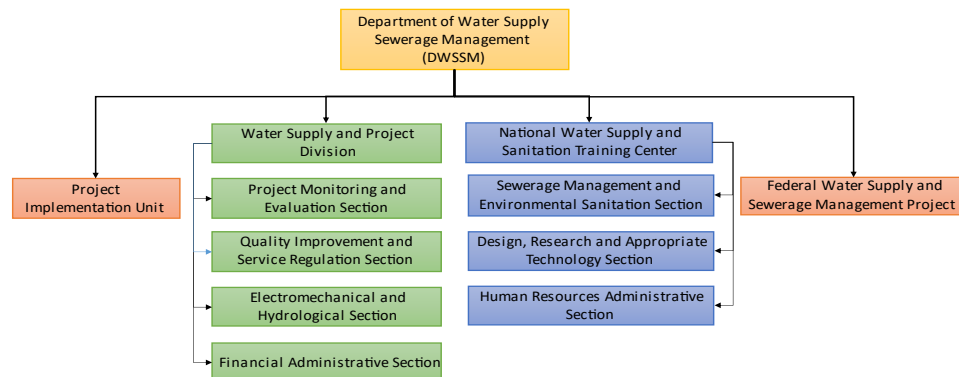 Department of Water Supply
Sewerage Management
(DWSSM)
Water Supply and Project
Division
National Water Supply and
Sanitation Training Center
Project
Implementation Unit
Project Monitoring and
Evaluation Section
Sewerage Management and
Environmental Sanitation Section
Federal Water Supply and
Sewerage Management Project
Quality Improvement and
Service Regulation Section
Design, Research and Appropriate
Technology Section
Electromechanical and
Hydrological Section
Human Resources Administrative
Section
Financial Administrative Section